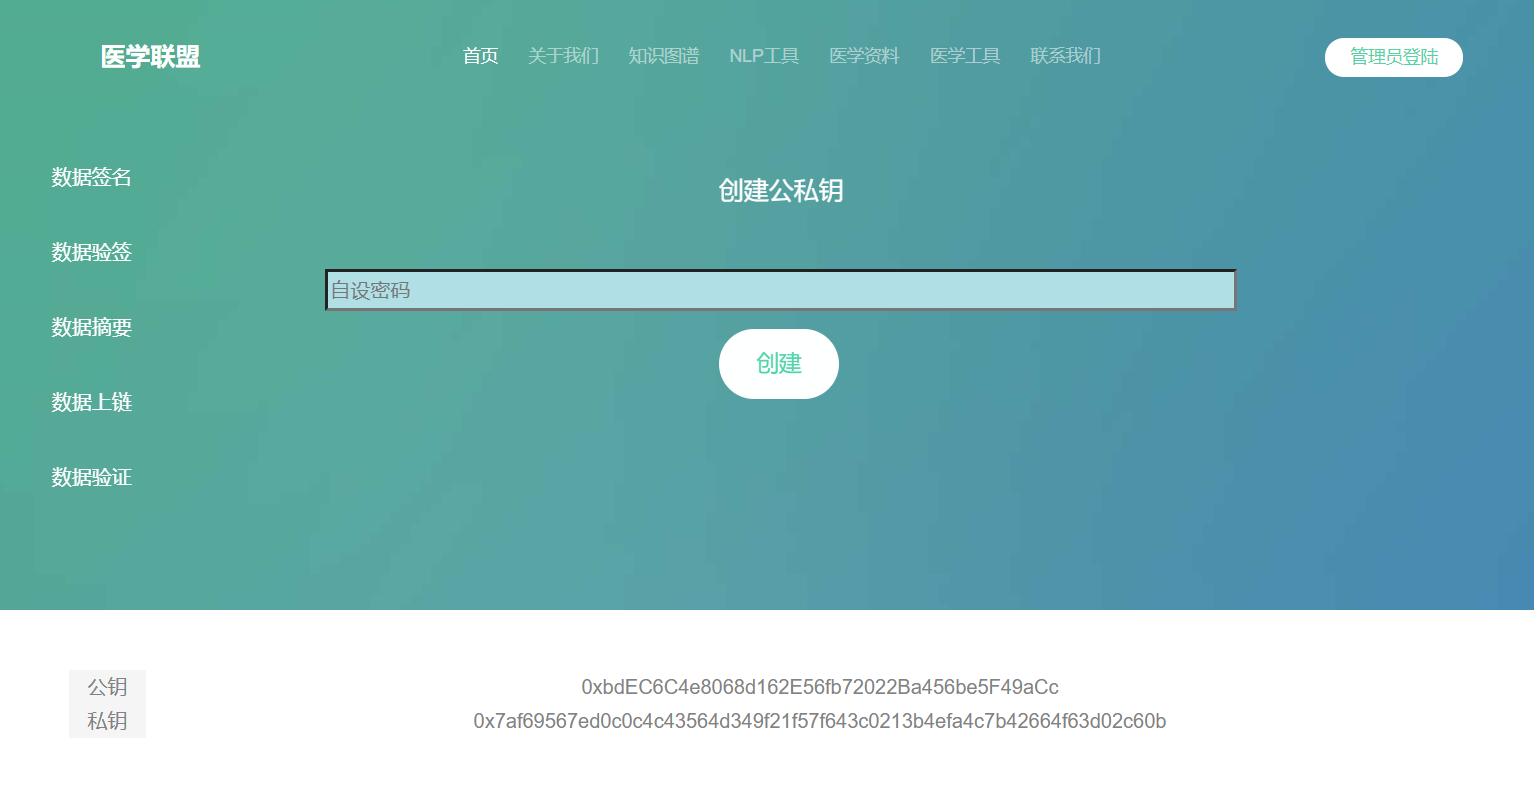 医学联盟 首页 关于我们 知识图谱 NLP工具 医学资料 医学工具 联系我们 管理员登陆
数据签名
创建公私钥
数据验签
自设密码
数据摘要
创建
数据上链
数据验证
公钥 0xbdEC6C4e8068d162E56fb72022Ba456be5F49aCc
私钥 0x7af69567ed0c0c4c43564d349f21f57f643c0213b4efa4c7b42664f63d02c60b